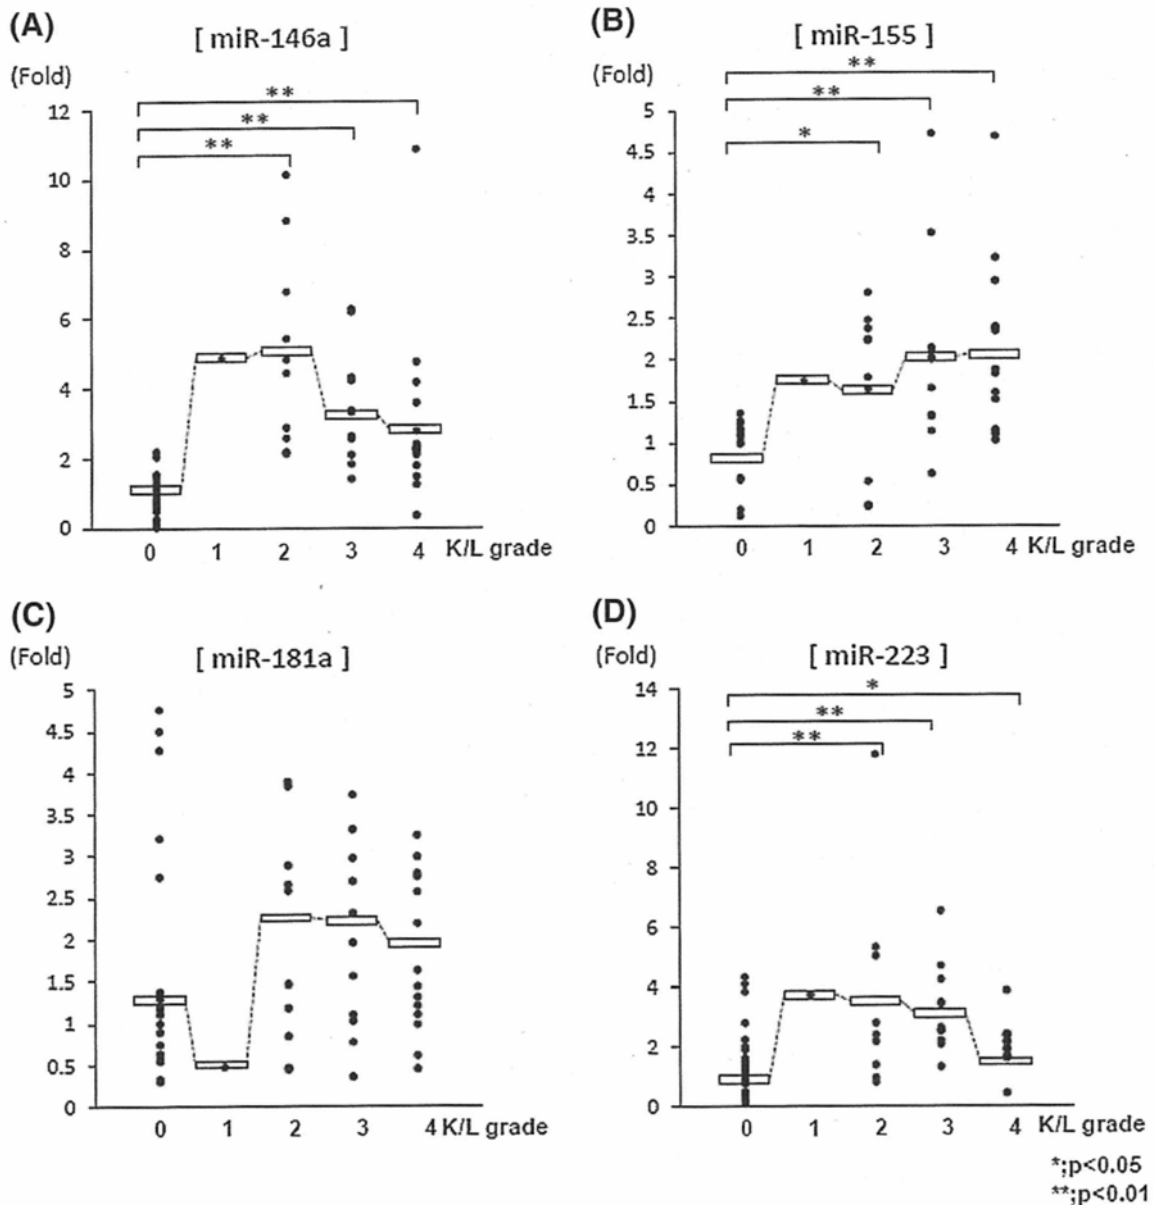 (A)
[ miR-146a ]
(Fold)
**
**
**
12
10
8
6
4
2
0
0 1 2 3 4 K/L grade
(B)
[ miR-155 ]
(Fold)
**
**
*
5
4.5
4
3.5
3
2.5
2
1.5
1
0.5
0
0 1 2 3 4 K/L grade
(C)
[ miR-181a ]
(Fold)
5
4.5
4
3.5
3
2.5
2
1.5
1
0.5
0
0 1 2 3 4 K/L grade
(D)
[ miR-223 ]
(Fold)
*
**
**
14
12
10
8
6
4
2
0
0 1 2 3 4 K/L grade
*;p<0.05
**;p<0.01